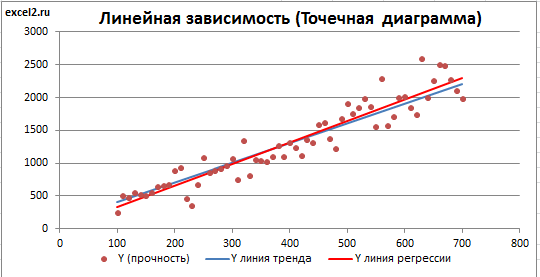 excel2.ru
Линейная зависимость (Точечная диаграмма)
3000
2500
2000
1500
1000
500
0
0 100 200 300 400 500 600 700 800
Y (прочность) Y линия тренда Y линия регрессии